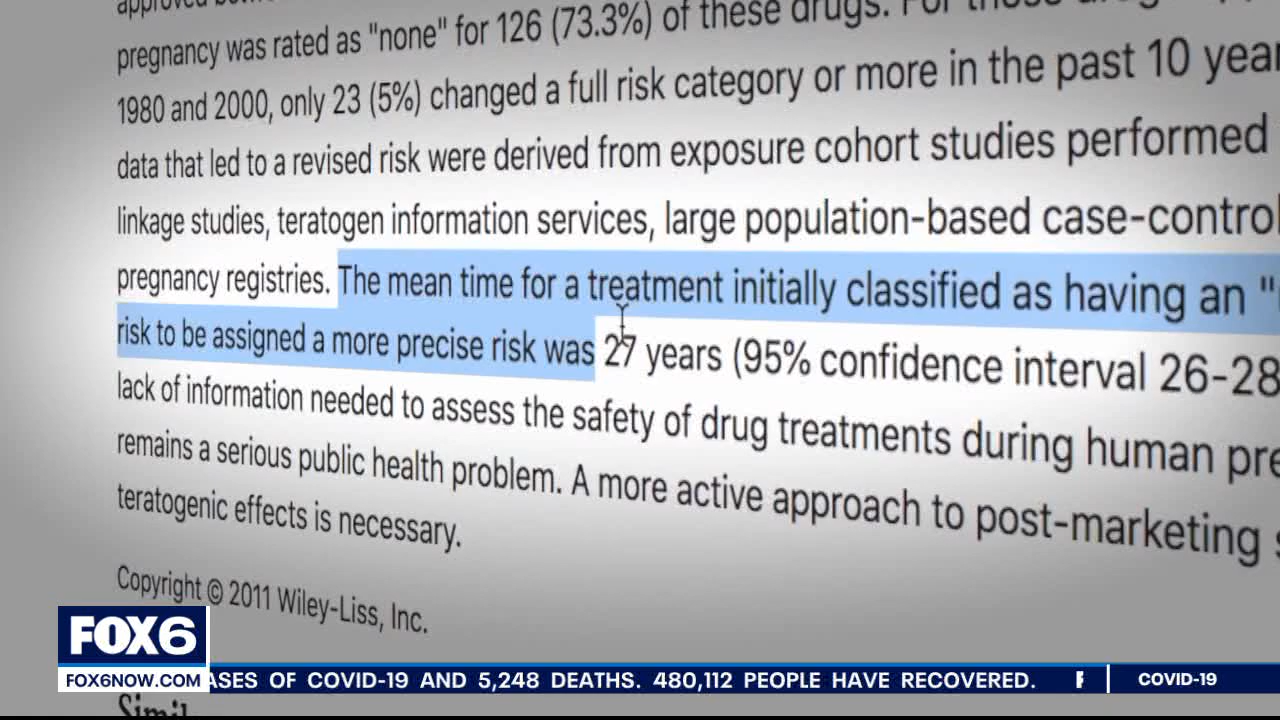 approved
pregnancy was rated as "none" for 126 (73.3%) of these drugs. For those
1980 and 2000, only 23 (5%) changed a full risk category or more in the past 10
data that led to a revised risk were derived from exposure cohort studies performed
linkage studies, teratogen information services, large population-based case-control
pregnancy registries. The mean time for a treatment initially classified as having an "
risk to be assigned a more precise risk was 27 years (95% confidence interval 26-28
lack of information needed to assess the safety of drug treatments during human pre
remains a serious public health problem. A more active approach to post-marketing
teratogenic effects is necessary.
Copyright © 2011 Wiley-Liss, Inc.
FOX6
FOX6NOW.COM
ASES OF COVID-19 AND 5,248 DEATHS. 480,112 PEOPLE HAVE RECOVERED.
COVID-19